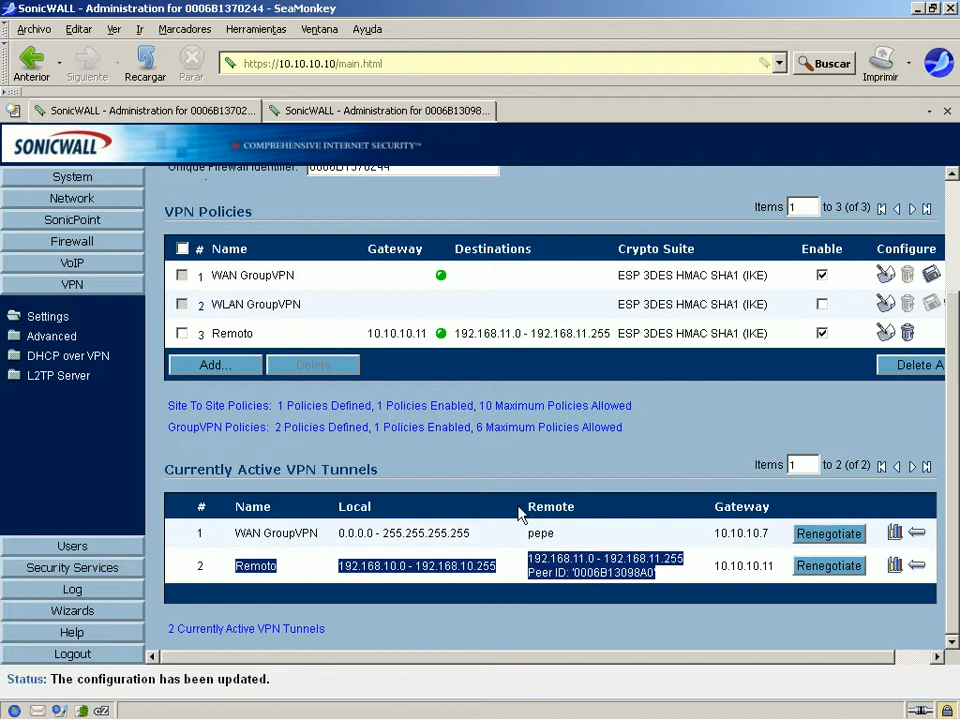 SonicWALL - Administration for 0006B1370244 - SeaMonkey
Archivo Editar Ver Ir Marcadores Herramientas Ventana Ayuda
Anterior Siguiente Recargar Parar https://10.10.10.10/main.html Buscar Imprimir
SonicWALL - Administration for 0006B13702... SonicWALL - Administration for 0006B13098...
SONICWALL COMPREHENSIVE INTERNET SECURITY™
System
Network
SonicPoint
Firewall
VoIP
VPN
Settings
Advanced
DHCP over VPN
L2TP Server
Users
Security Services
Log
Wizards
Help
Logout
Unique Firewall Identifier: 0006B1370244
VPN Policies Items 1 to 3 (of 3)
# Name Gateway Destinations Crypto Suite Enable Configure
1 WAN GroupVPN ESP 3DES HMAC SHA1 (IKE)
2 WLAN GroupVPN ESP 3DES HMAC SHA1 (IKE)
3 Remoto 10.10.10.11 192.168.11.0 - 192.168.11.255 ESP 3DES HMAC SHA1 (IKE)
Add... Delete Delete A
Site To Site Policies: 1 Policies Defined, 1 Policies Enabled, 10 Maximum Policies Allowed
GroupVPN Policies: 2 Policies Defined, 1 Policies Enabled, 6 Maximum Policies Allowed
Currently Active VPN Tunnels Items 1 to 2 (of 2)
# Name Local Remote Gateway
1 WAN GroupVPN 0.0.0.0 - 255.255.255.255 pepe 10.10.10.7 Renegotiate
2 Remoto 192.168.10.0 - 192.168.10.255 192.168.11.0 - 192.168.11.255 10.10.10.11 Renegotiate
Peer ID: '0006B13098A0'
2 Currently Active VPN Tunnels
Status: The configuration has been updated.